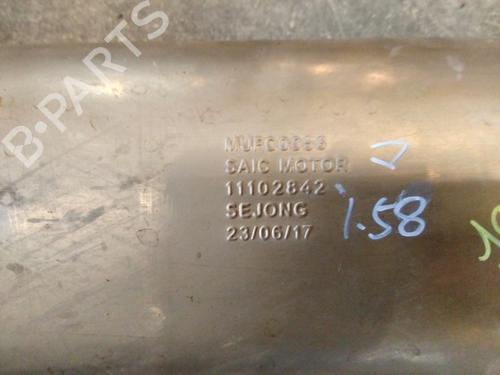 B-PARTS
SAIC MOTOR
11102842
SEJONG
23/06/17
1.58